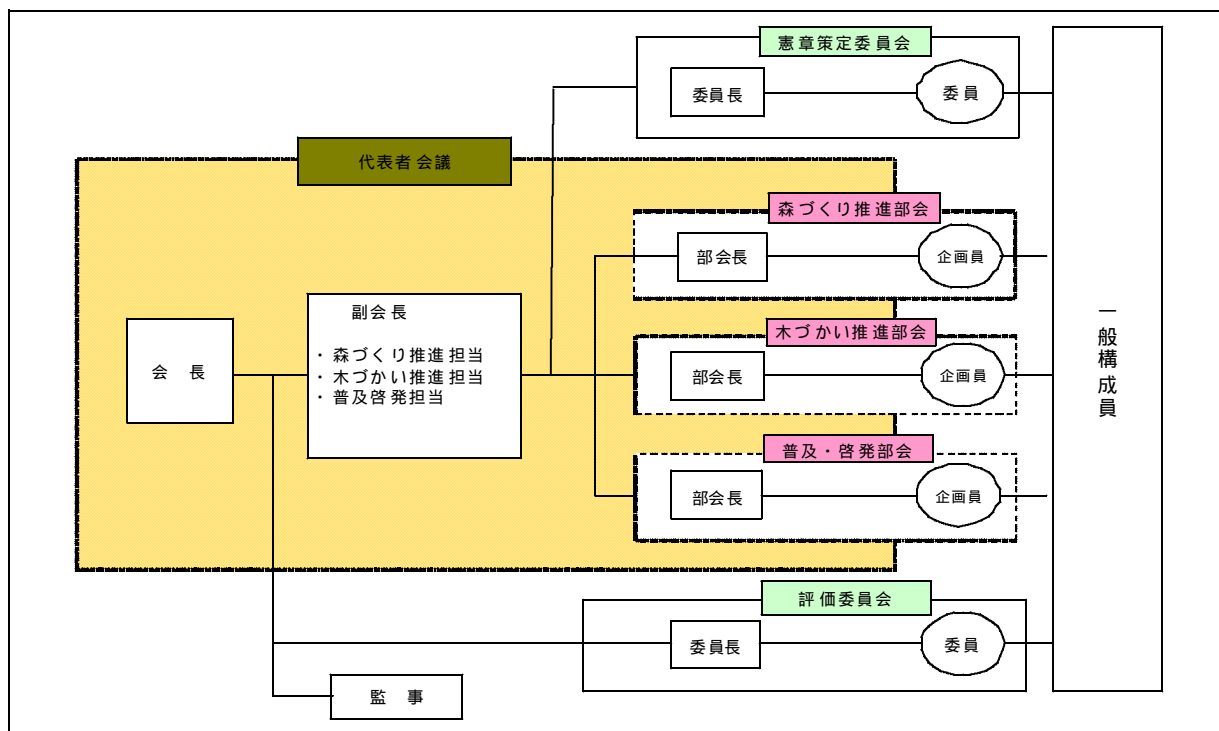 憲章策定委員会
委員長
委員
代表者会議
森づくり推進部会
部会長
企画員
会 長
副会長
・森づくり推進担当
・木づかい推進担当
・普及啓発担当
木づかい推進部会
部会長
企画員
普及・啓発部会
部会長
企画員
評価委員会
委員長
委員
監 事
一般構成員